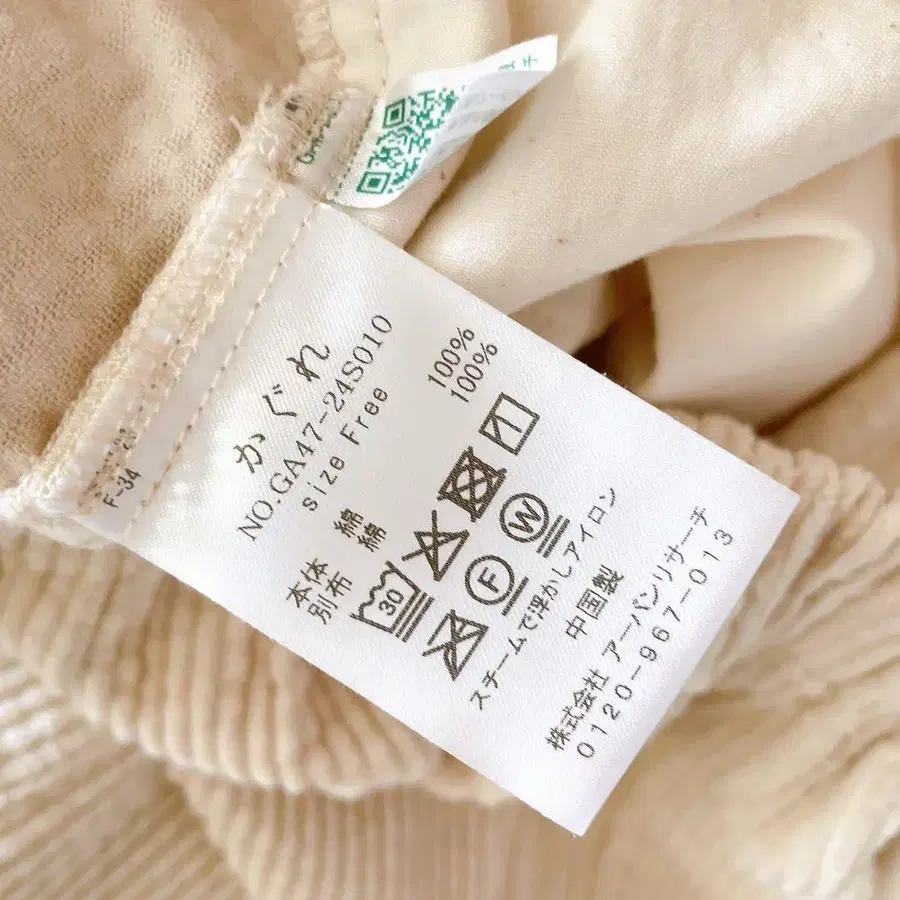 かぐれ
NO.GA47-24S010
size Free
本体 綿 100%
別布 綿 100%
30
W
F
スチームで浮かしアイロン
中国製
株式会社 アーバンリサーチ
0120-967-013
F-34